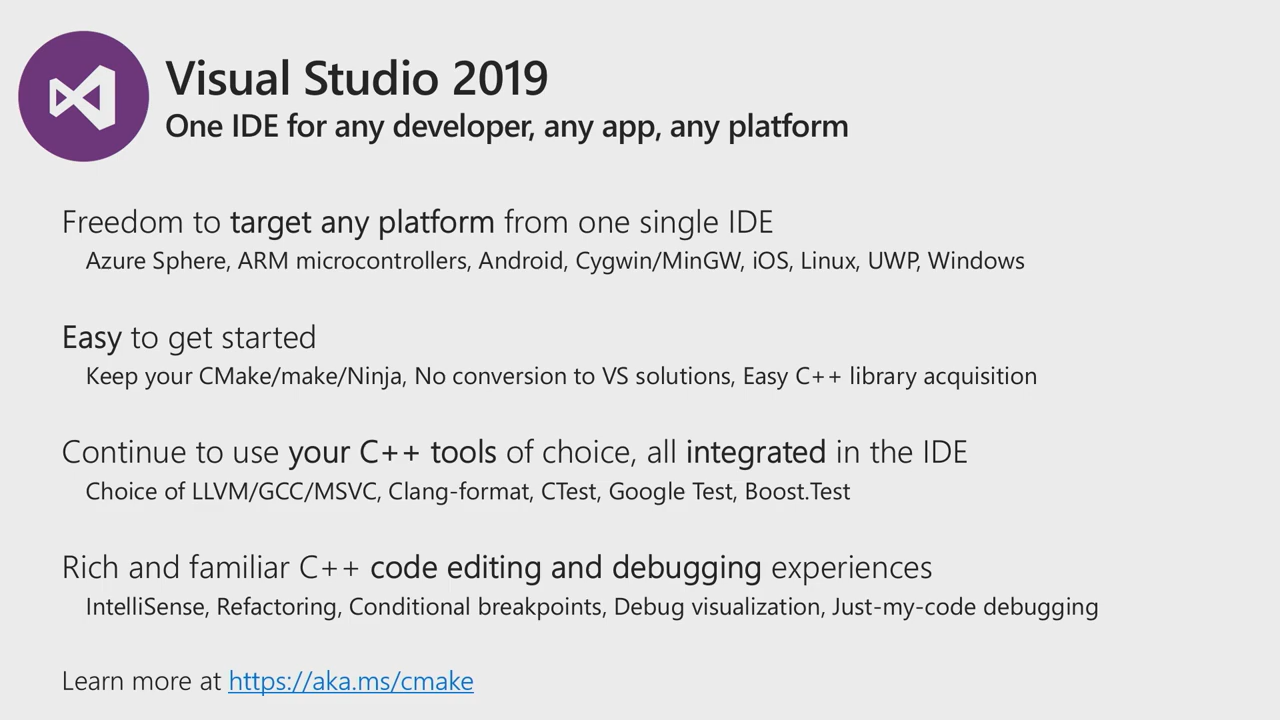 Visual Studio 2019
One IDE for any developer, any app, any platform
Freedom to target any platform from one single IDE
Azure Sphere, ARM microcontrollers, Android, Cygwin/MinGW, iOS, Linux, UWP, Windows
Easy to get started
Keep your CMake/make/Ninja, No conversion to VS solutions, Easy C++ library acquisition
Continue to use your C++ tools of choice, all integrated in the IDE
Choice of LLVM/GCC/MSVC, Clang-format, CTest, Google Test, Boost.Test
Rich and familiar C++ code editing and debugging experiences
IntelliSense, Refactoring, Conditional breakpoints, Debug visualization, Just-my-code debugging
Learn more at https://aka.ms/cmake